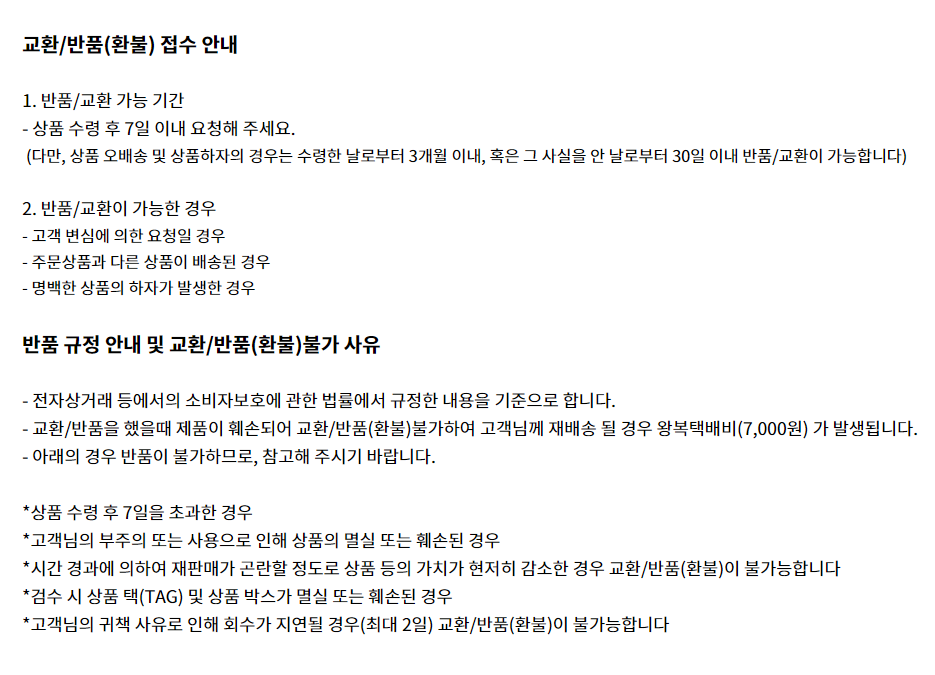 교환/반품(환불) 접수 안내
1. 반품/교환 가능 기간
- 상품 수령 후 7일 이내 요청해 주세요.
(다만, 상품 오배송 및 상품하자의 경우는 수령한 날로부터 3개월 이내, 혹은 그 사실을 안 날로부터 30일 이내 반품/교환이 가능합니다)
2. 반품/교환이 가능한 경우
- 고객 변심에 의한 요청일 경우
- 주문상품과 다른 상품이 배송된 경우
- 명백한 상품의 하자가 발생한 경우
반품 규정 안내 및 교환/반품(환불)불가 사유
- 전자상거래 등에서의 소비자보호에 관한 법률에서 규정한 내용을 기준으로 합니다.
- 교환/반품을 했을때 제품이 훼손되어 교환/반품(환불)불가하여 고객님께 재배송 될 경우 왕복택배비(7,000원) 가 발생됩니다.
- 아래의 경우 반품이 불가하므로, 참고해 주시기 바랍니다.
*상품 수령 후 7일을 초과한 경우
*고객님의 부주의 또는 사용으로 인해 상품의 멸실 또는 훼손된 경우
*시간 경과에 의하여 재판매가 곤란할 정도로 상품 등의 가치가 현저히 감소한 경우 교환/반품(환불)이 불가능합니다
*검수 시 상품 택(TAG) 및 상품 박스가 멸실 또는 훼손된 경우
*고객님의 귀책 사유로 인해 회수가 지연될 경우(최대 2일) 교환/반품(환불)이 불가능합니다